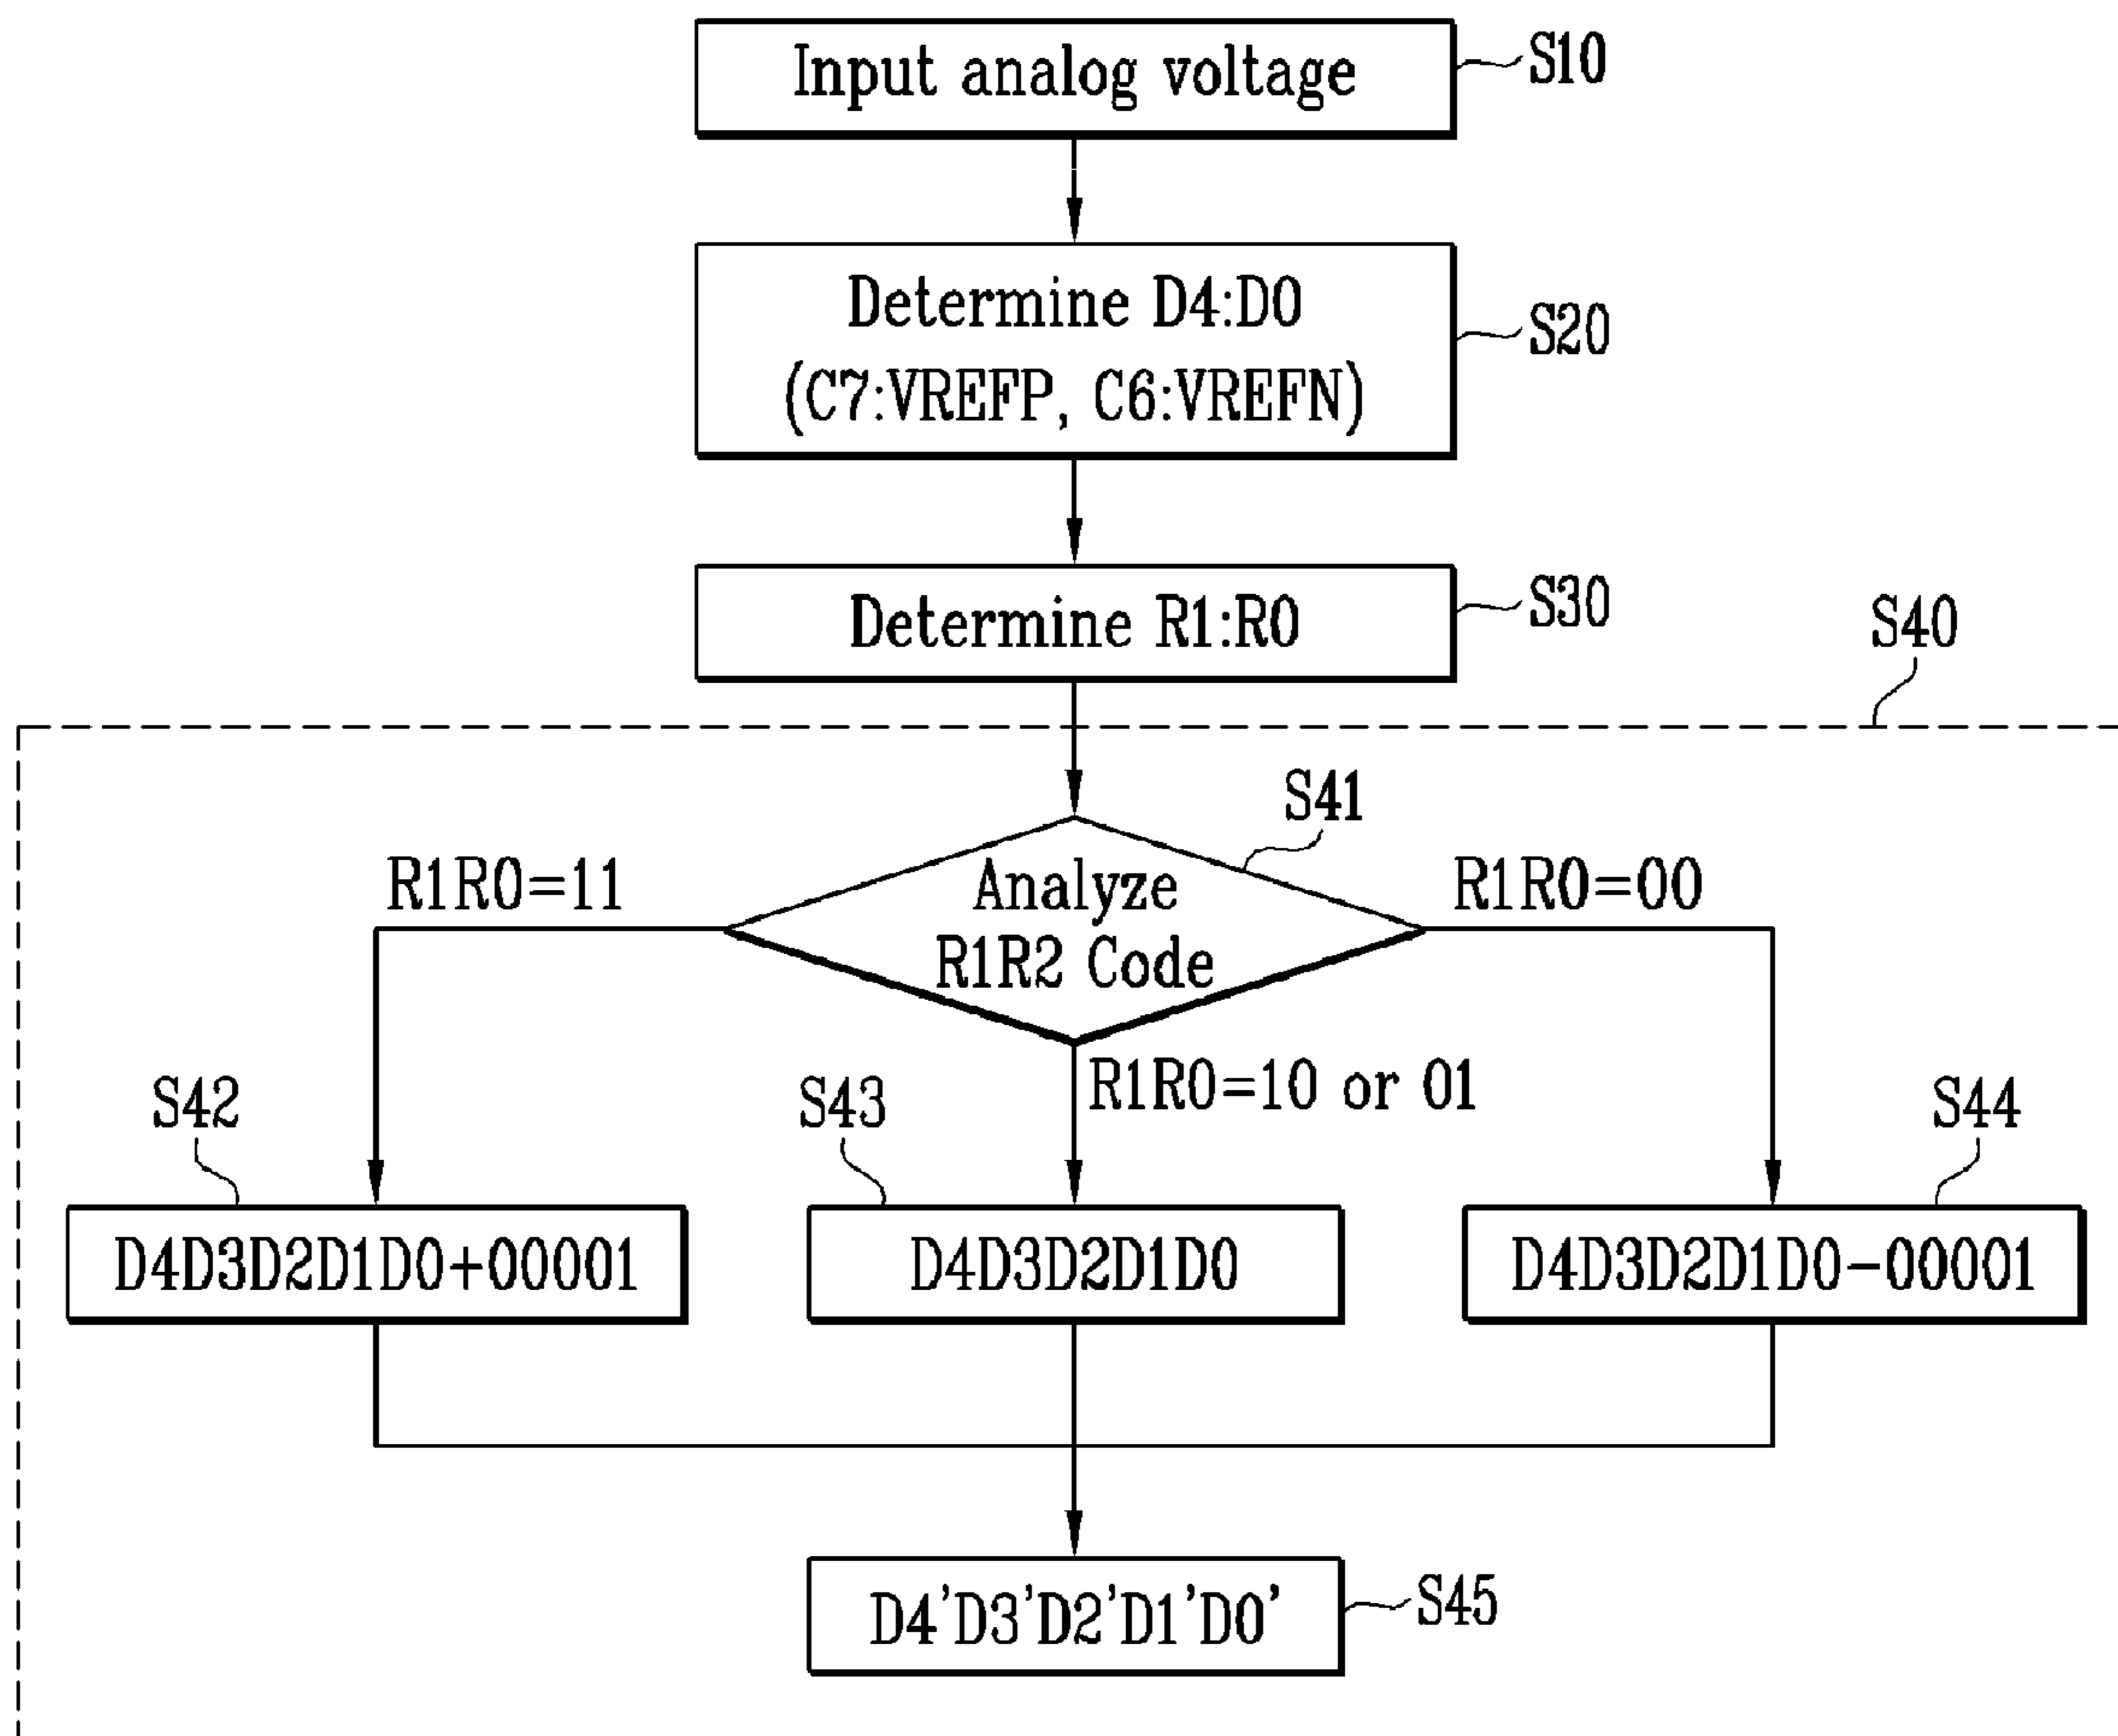 Input analog voltage
S10
Determine D4:D0
(C7:VREFP, C6:VREFN)
S20
Determine R1:R0
S30
S40
S41
R1R0=11
Analyze
R1R2 Code
R1R0=00
R1R0=10 or 01
S42
S43
S44
D4D3D2D1D0+00001
D4D3D2D1D0
D4D3D2D1D0-00001
D4'D3'D2'D1'D0'
S45